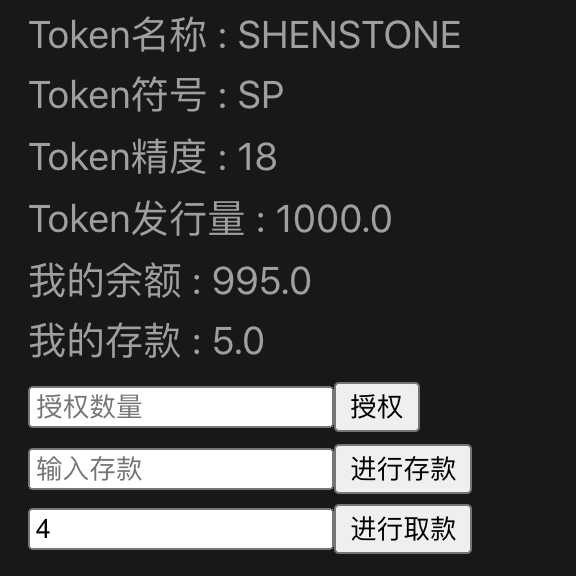 Token名称 : SHENSTONE
Token符号 : SP
Token精度 : 18
Token发行量 : 1000.0
我的余额 : 995.0
我的存款 : 5.0
授权数量 授权
输入存款 进行存款
4 进行取款